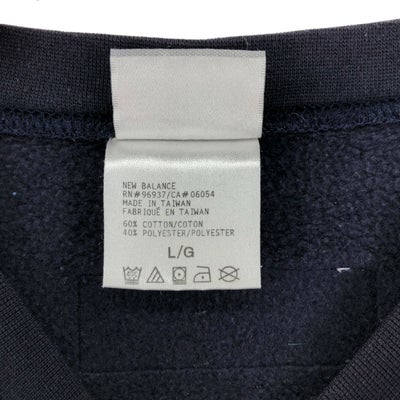 NEW BALANCE
RN#96937/CA#06054
MADE IN TAIWAN
FABRIQUÉ EN TAIWAN
60% COTTON/COTON
40% POLYESTER/POLYESTER
L/G